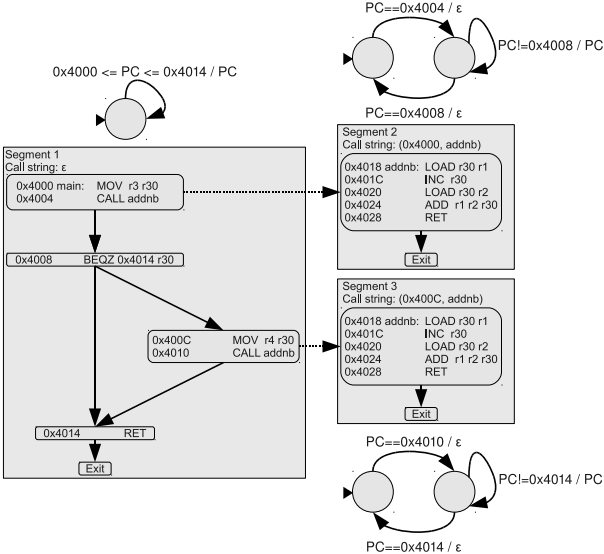 PC==0x4004 / ε
PC!=0x4008 / PC
PC==0x4008 / ε
0x4000 <= PC <= 0x4014 / PC
Segment 1
Call string: ε
0x4000 main: MOV r3 r30
0x4004 CALL addnb
0x4008 BEQZ 0x4014 r30
0x400C MOV r4 r30
0x4010 CALL addnb
0x4014 RET
Exit
Segment 2
Call string: (0x4000, addnb)
0x4018 addnb: LOAD r30 r1
0x401C INC r30
0x4020 LOAD r30 r2
0x4024 ADD r1 r2 r30
0x4028 RET
Exit
Segment 3
Call string: (0x400C, addnb)
0x4018 addnb: LOAD r30 r1
0x401C INC r30
0x4020 LOAD r30 r2
0x4024 ADD r1 r2 r30
0x4028 RET
Exit
PC==0x4010 / ε
PC!=0x4014 / PC
PC==0x4014 / ε